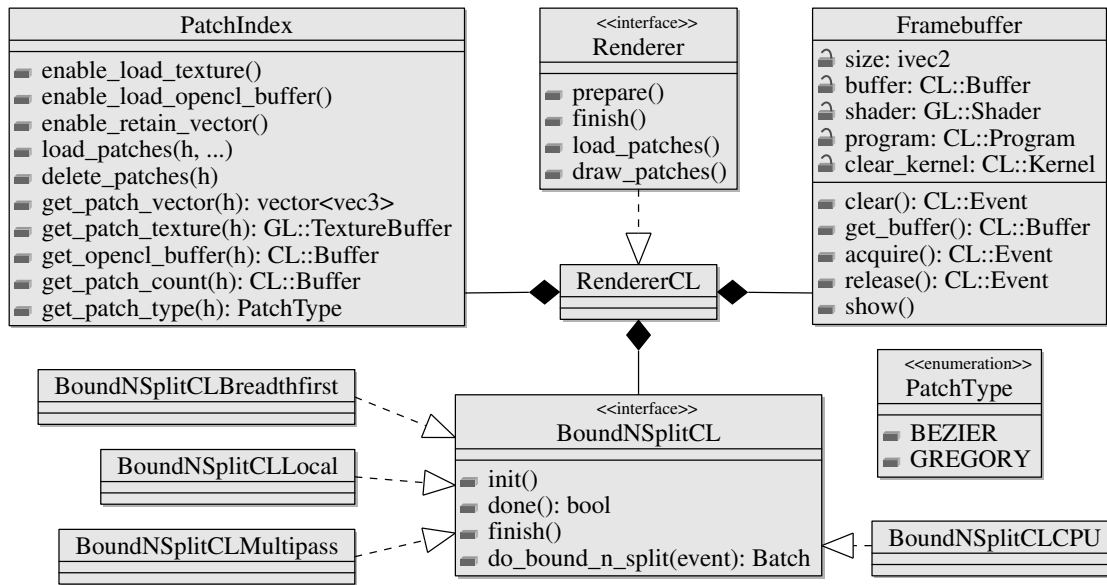 PatchIndex
enable_load_texture()
enable_load_opencl_buffer()
enable_retain_vector()
load_patches(h, ...)
delete_patches(h)
get_patch_vector(h): vector<vec3>
get_patch_texture(h): GL::TextureBuffer
get_opencl_buffer(h): CL::Buffer
get_patch_count(h): CL::Buffer
get_patch_type(h): PatchType
<<interface>>
Renderer
prepare()
finish()
load_patches()
draw_patches()
Framebuffer
size: ivec2
buffer: CL::Buffer
shader: GL::Shader
program: CL::Program
clear_kernel: CL::Kernel
clear(): CL::Event
get_buffer(): CL::Buffer
acquire(): CL::Event
release(): CL::Event
show()
RendererCL
BoundNSplitCLBreadthfirst
BoundNSplitCLLocal
BoundNSplitCLMultipass
<<interface>>
BoundNSplitCL
init()
done(): bool
finish()
do_bound_n_split(event): Batch
<<enumeration>>
PatchType
BEZIER
GREGORY
BoundNSplitCLCPU